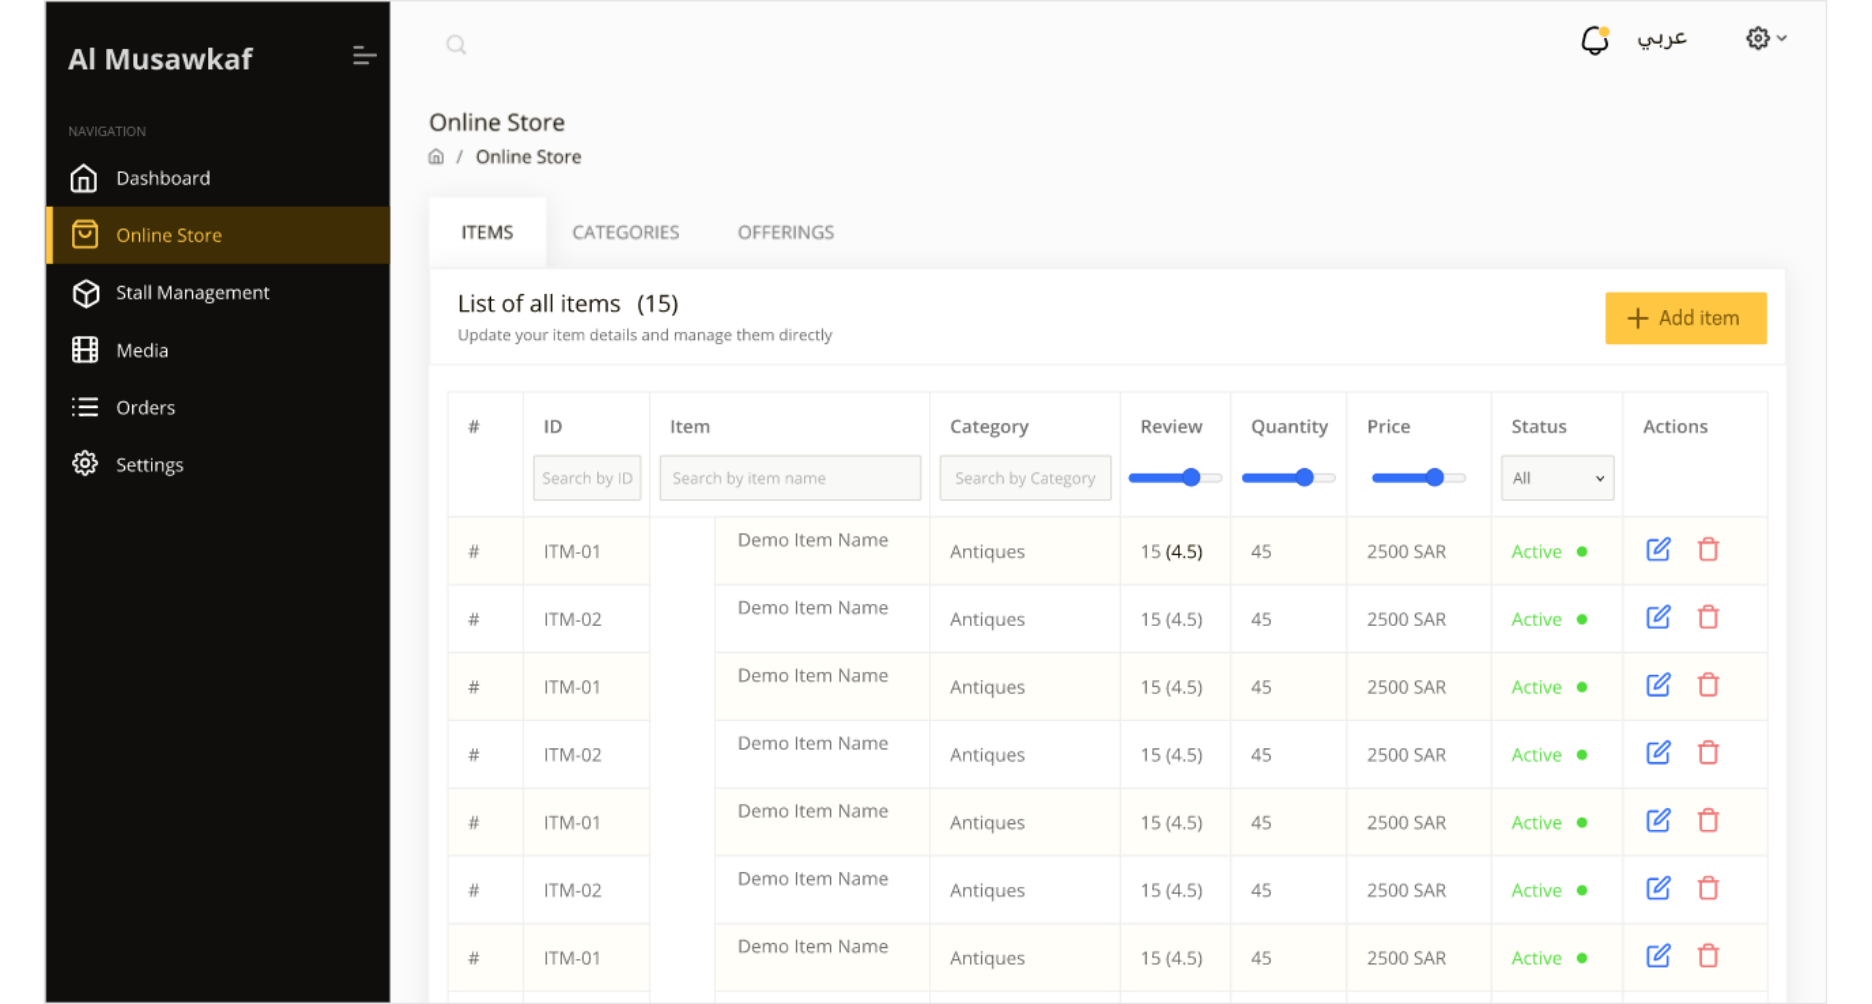 Al Musawkaf
NAVIGATION
Dashboard
Online Store
Stall Management
Media
Orders
Settings
عربي
Online Store
/ Online Store
ITEMS CATEGORIES OFFERINGS
List of all items (15)
Update your item details and manage them directly
+ Add item
# ID Item Category Review Quantity Price Status Actions
Search by ID Search by item name Search by Category All
# ITM-01 Demo Item Name Antiques 15 (4.5) 45 2500 SAR Active
# ITM-02 Demo Item Name Antiques 15 (4.5) 45 2500 SAR Active
# ITM-01 Demo Item Name Antiques 15 (4.5) 45 2500 SAR Active
# ITM-02 Demo Item Name Antiques 15 (4.5) 45 2500 SAR Active
# ITM-01 Demo Item Name Antiques 15 (4.5) 45 2500 SAR Active
# ITM-02 Demo Item Name Antiques 15 (4.5) 45 2500 SAR Active
# ITM-01 Demo Item Name Antiques 15 (4.5) 45 2500 SAR Active